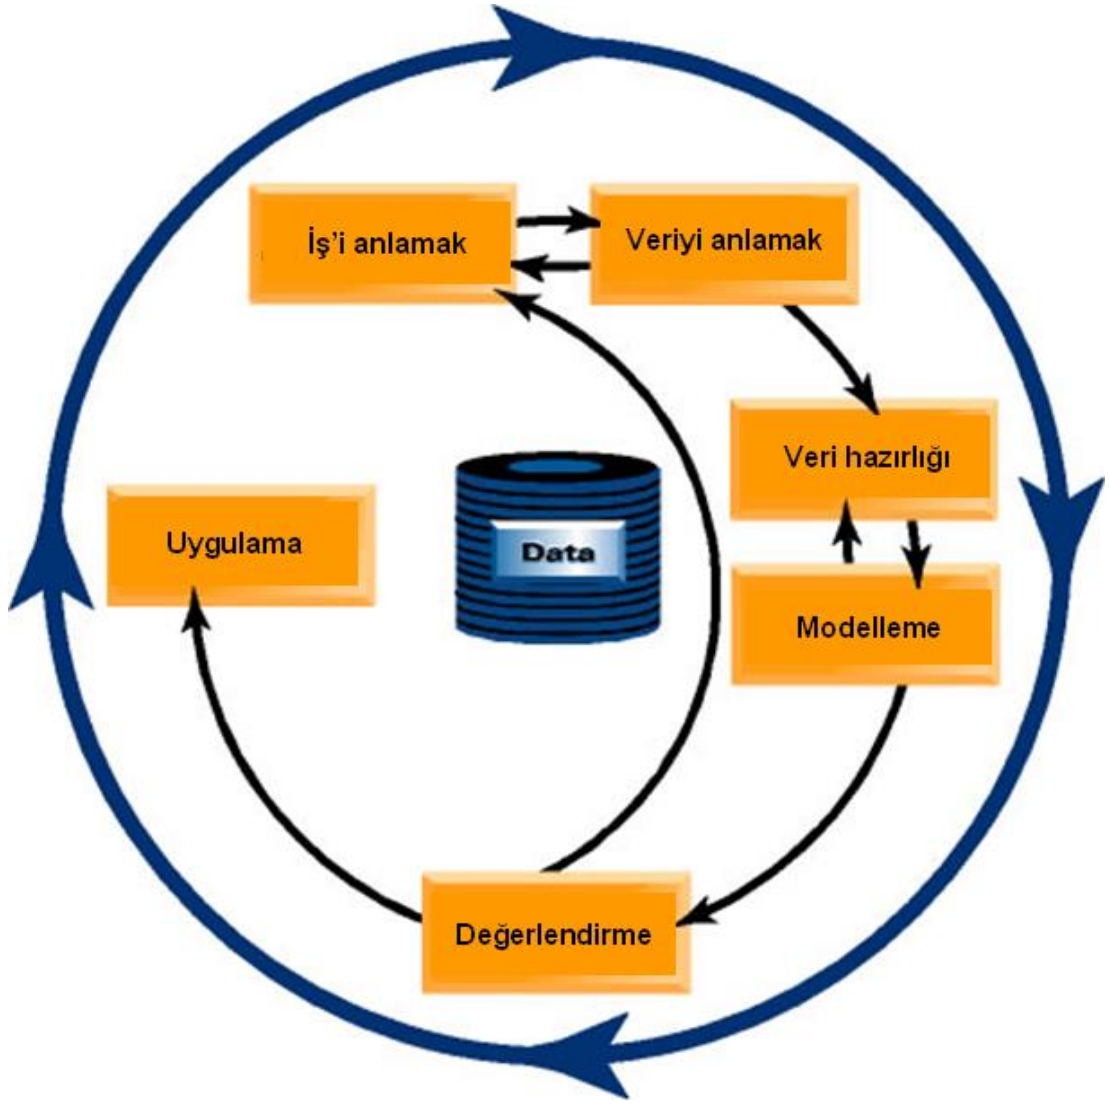 İş'i anlamak
Veriyi anlamak
Veri hazırlığı
Data
Uygulama
Modelleme
Değerlendirme